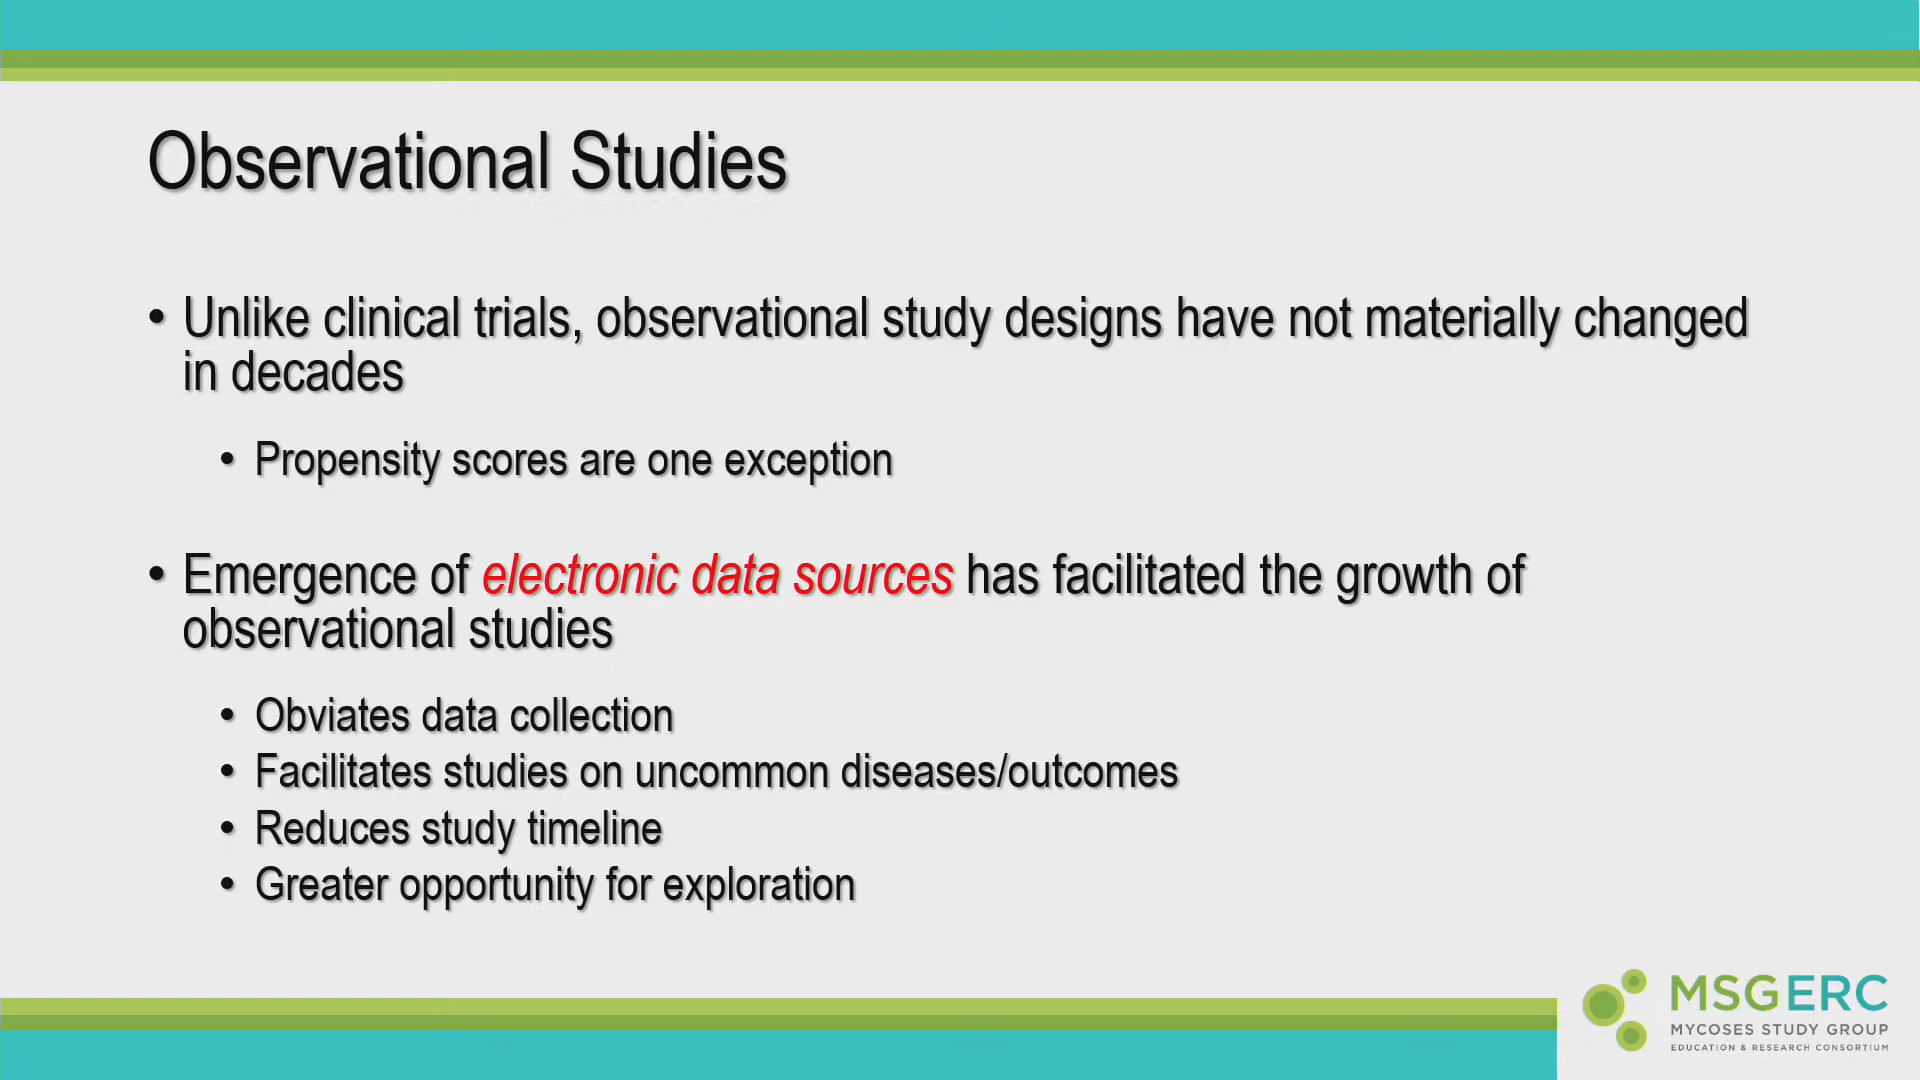 Observational Studies
• Unlike clinical trials, observational study designs have not materially changed
in decades
• Propensity scores are one exception
• Emergence of electronic data sources has facilitated the growth of
observational studies
• Obviates data collection
• Facilitates studies on uncommon diseases/outcomes
• Reduces study timeline
• Greater opportunity for exploration
MSGERC
MYCOSES STUDY GROUP
EDUCATION & RESEARCH CONSORTIUM